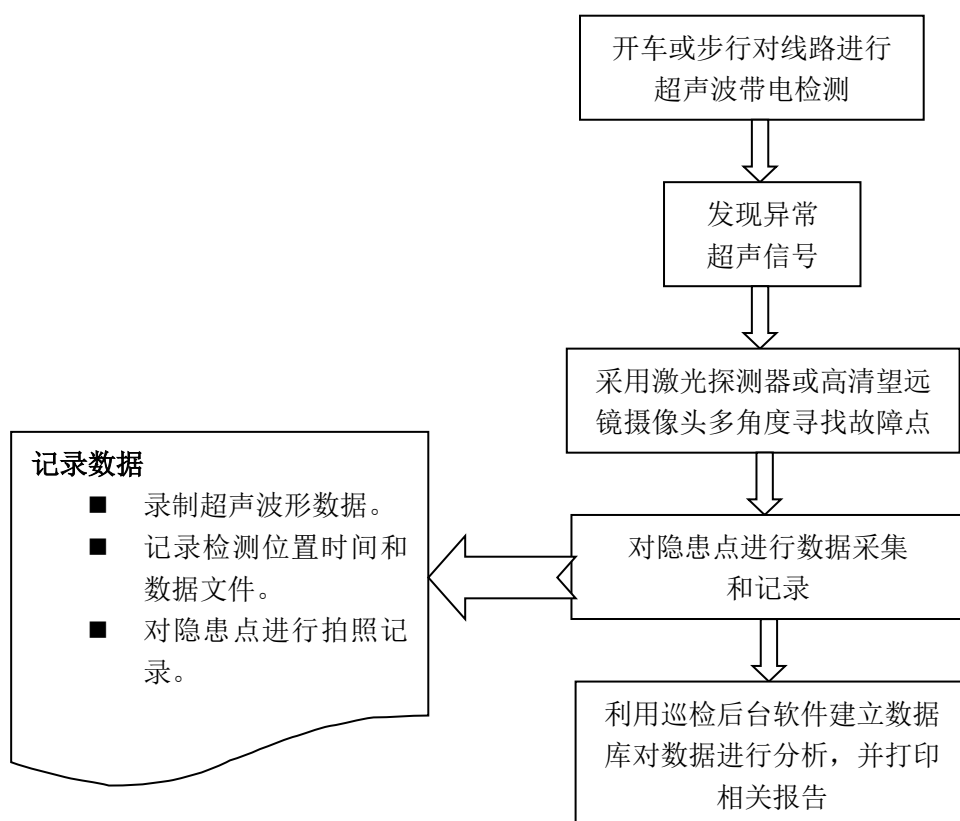 开车或步行对线路进行
超声波带电检测
发现异常
超声信号
采用激光探测器或高清望远
镜摄像头多角度寻找故障点
对隐患点进行数据采集
和记录
记录数据
■ 录制超声波形数据。
■ 记录检测位置时间和
数据文件。
■ 对隐患点进行拍照记
录。
利用巡检后台软件建立数据
库对数据进行分析，并打印
相关报告